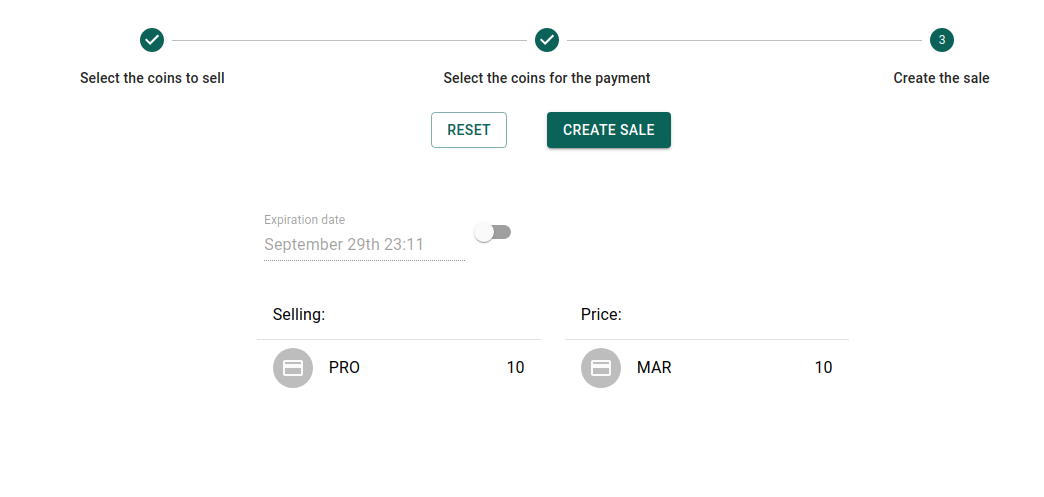 3
Select the coins to sell
Select the coins for the payment
Create the sale
RESET
CREATE SALE
Expiration date
September 29th 23:11
Selling:
PRO 10
Price:
MAR 10